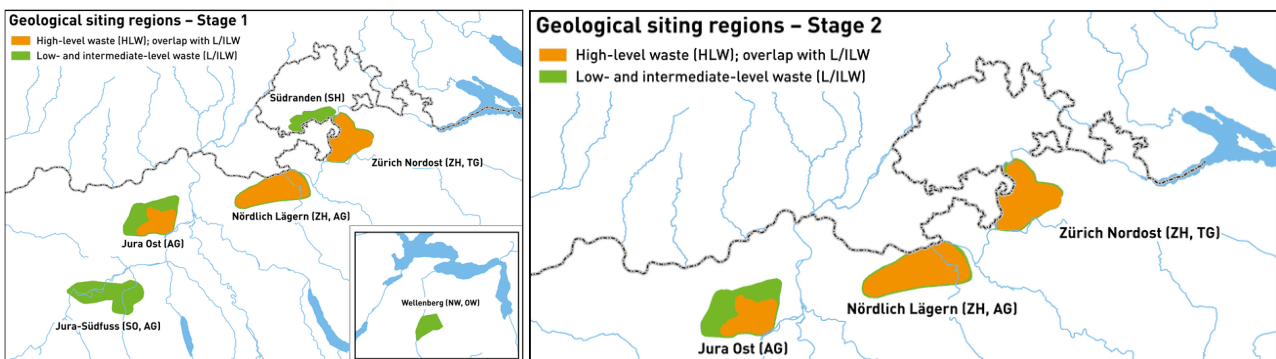 Geological siting regions – Stage 1
High-level waste (HLW); overlap with L/ILW
Low- and intermediate-level waste (L/ILW)
Südranden (SH)
Zürich Nordost (ZH, TG)
Nördlich Lägern (ZH, AG)
Jura Ost (AG)
Wellenberg (NW, OW)
Jura-Südfuss (SO, AG)
Geological siting regions – Stage 2
High-level waste (HLW); overlap with L/ILW
Low- and intermediate-level waste (L/ILW)
Zürich Nordost (ZH, TG)
Nördlich Lägern (ZH, AG)
Jura Ost (AG)